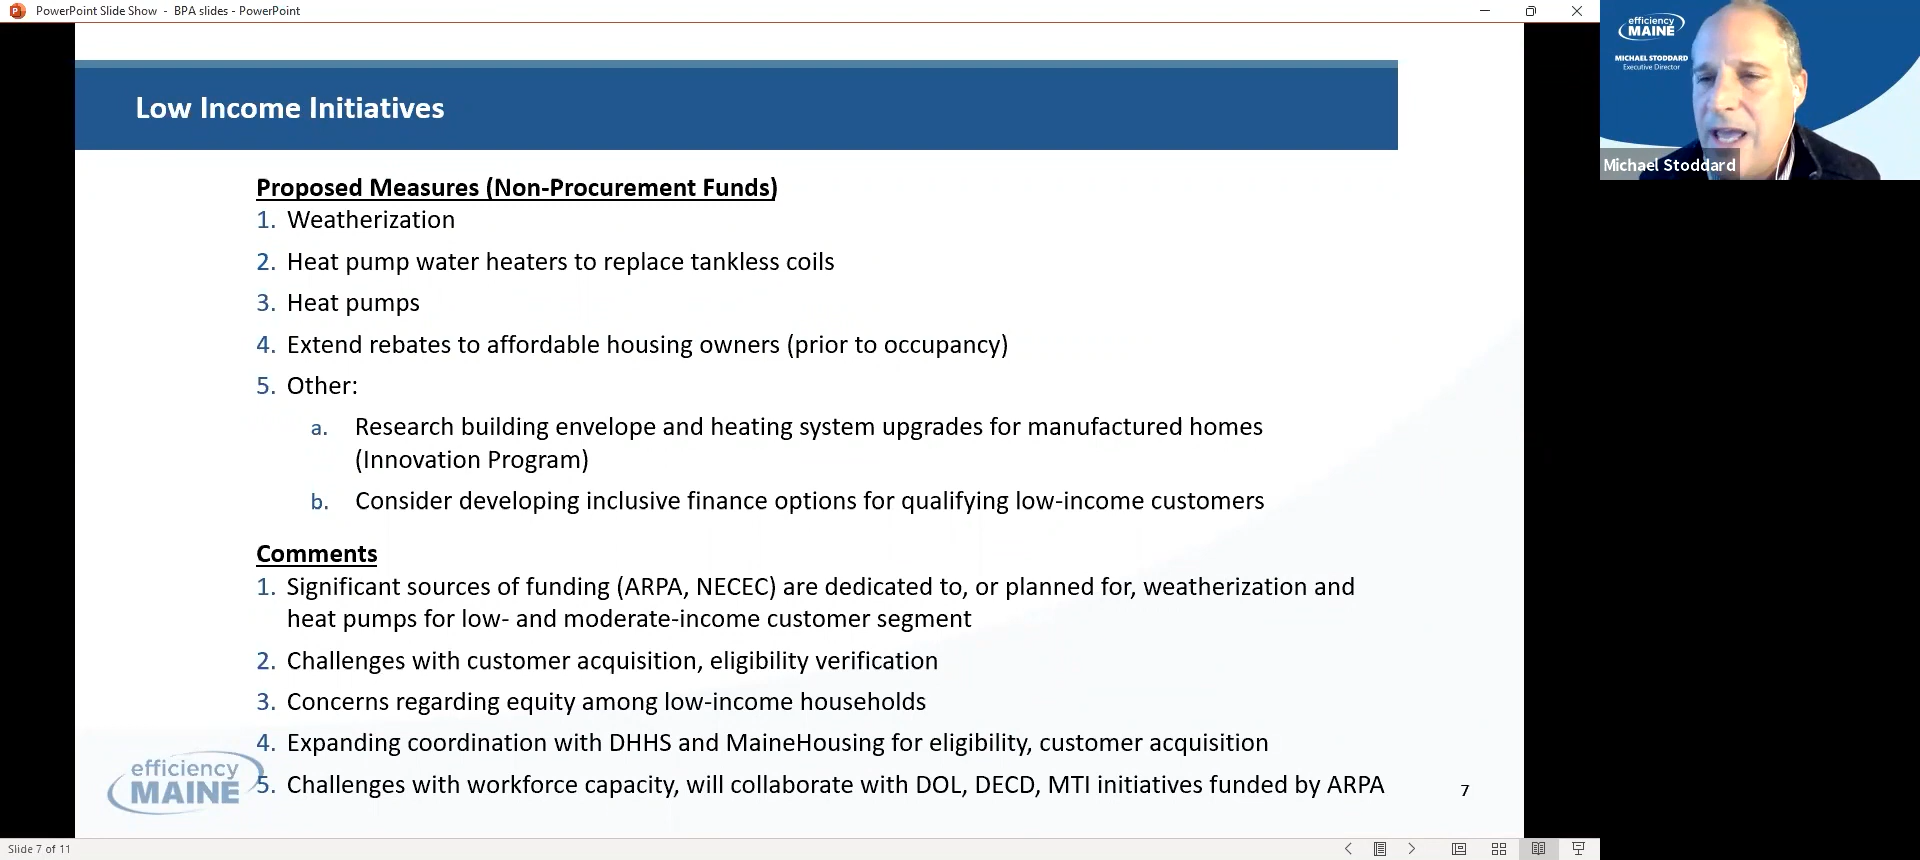 PowerPoint Slide Show - BPA slides - PowerPoint
efficiency
MAINE
MICHAEL STODDARD
Executive Director
Michael Stoddard
Low Income Initiatives
Proposed Measures (Non-Procurement Funds)
1. Weatherization
2. Heat pump water heaters to replace tankless coils
3. Heat pumps
4. Extend rebates to affordable housing owners (prior to occupancy)
5. Other:
a. Research building envelope and heating system upgrades for manufactured homes
(Innovation Program)
b. Consider developing inclusive finance options for qualifying low-income customers
Comments
1. Significant sources of funding (ARPA, NECEC) are dedicated to, or planned for, weatherization and
heat pumps for low- and moderate-income customer segment
2. Challenges with customer acquisition, eligibility verification
3. Concerns regarding equity among low-income households
4. Expanding coordination with DHHS and MaineHousing for eligibility, customer acquisition
5. Challenges with workforce capacity, will collaborate with DOL, DECD, MTI initiatives funded by ARPA
efficiency
MAINE
7
Slide 7 of 11